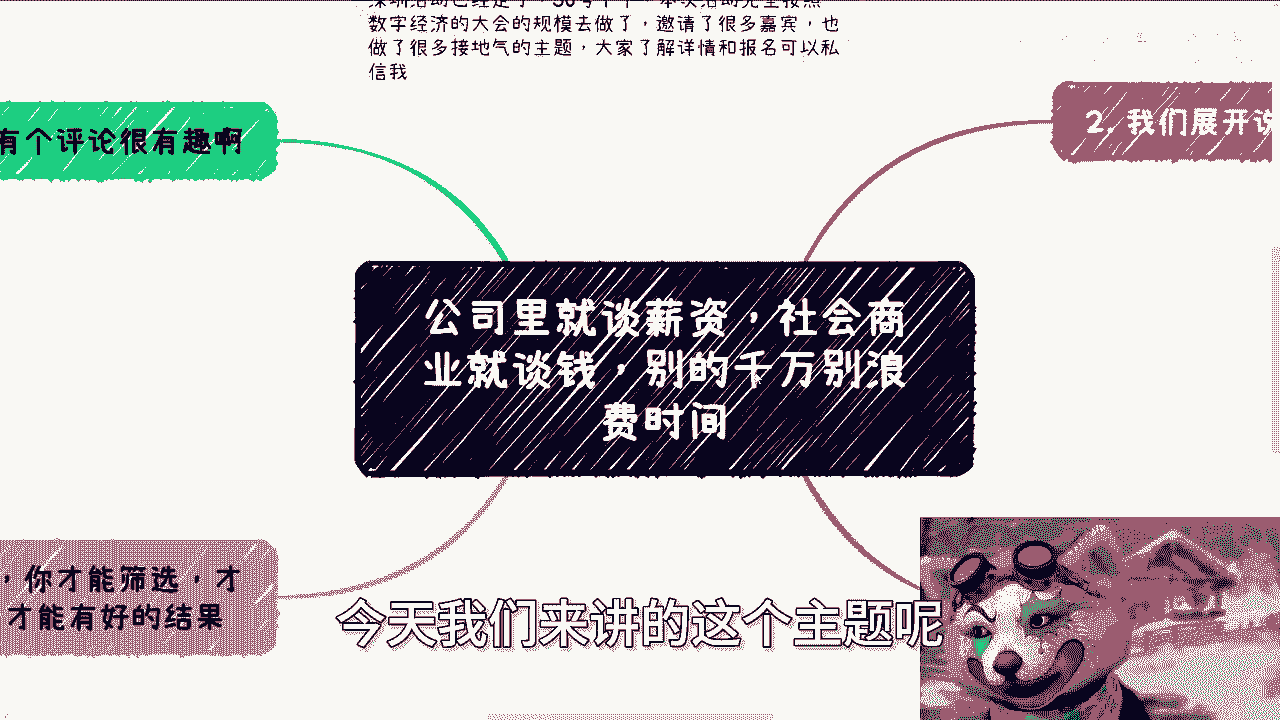 数字经济的大会的规模去做了，邀请了很多嘉宾，也
做了很多接地气的主题，大家了解详情和报名可以私
信我
有个评论很有趣啊
2. 我们展开说
公司里就谈薪资，社会商
业就谈钱，别的千万别浪
费时间
，你才能筛选，才
才能有好的结果
今天我们来讲的这个主题呢